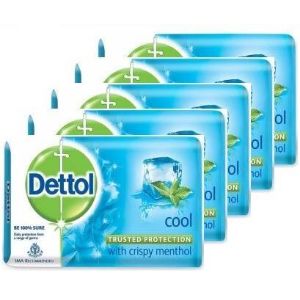 Dettol
BE 100% SURE
cool
TRUSTED PROTECTION
with crispy menthol